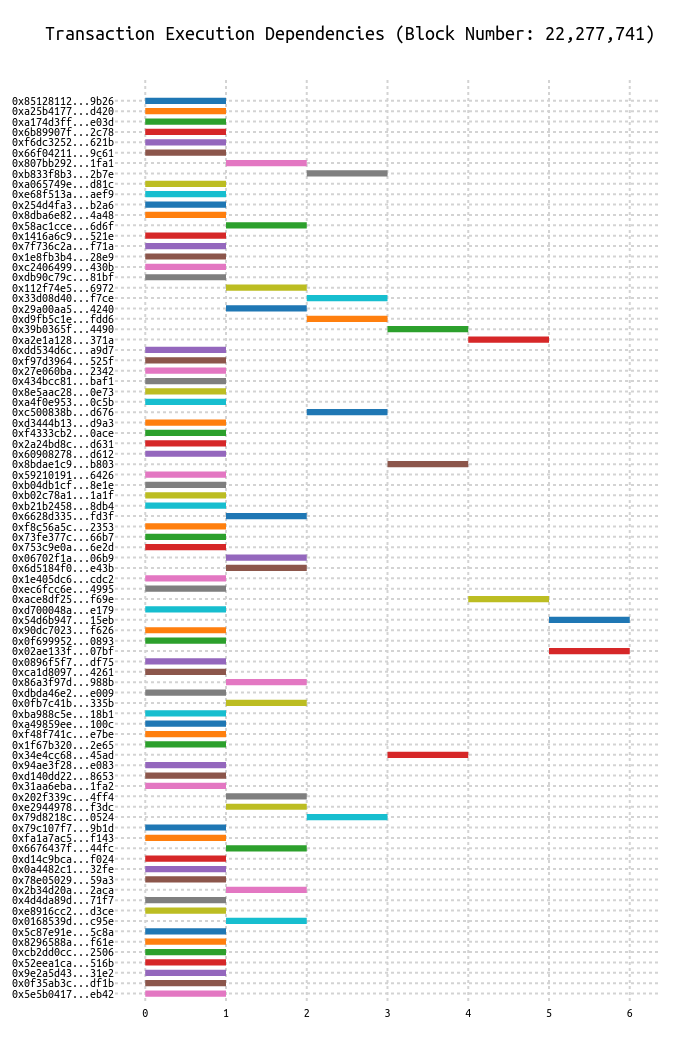 Transaction Execution Dependencies (Block Number: 22,277,741)
0x85128112...9b26
0xa25b4177...d420
0xa174d3ff...e03d
0x6b89907f...2c78
0xf6dc3252...621b
0x66f04211...9c61
0x807bb292...1fa1
0xb833f8b3...2b7e
0xa065749e...d81c
0xe68f513a...aef9
0x254d4fa3...b2a6
0x8dba6e82...4a48
0x58ac1cce...6d6f
0x1416a6c9...521e
0x7f736c2a...f71a
0x1e8fb3b4...28e9
0xc2406499...430b
0xdb90c79c...81bf
0x112f74e5...6972
0x33d08d40...f7ce
0x29a00aa5...4240
0xd9fb5c1e...fdd6
0x39b0365f...4490
0xa2e1a128...371a
0xdd534d6c...a9d7
0xf97d3964...525f
0x27e060ba...2342
0x434bcc81...baf1
0x8e5aac28...0e73
0xa4f0e953...0c5b
0xc500838b...d676
0xd3444b13...d9a3
0xf4333cb2...0ace
0x2a24bd8c...d631
0x60908278...d612
0x8bdae1c9...b803
0x59210191...6426
0xb04db1cf...8e1e
0xb02c78a1...1a1f
0xb21b2458...8db4
0x6628d335...fd3f
0xf8c56a5c...2353
0x73fe377c...66b7
0x753c9e0a...6e2d
0x06702f1a...06b9
0x6d5184f0...e43b
0x1e405dc6...cdc2
0xec6fcc6e...4995
0xace8df25...f69e
0xd700048a...e179
0x54d6b947...15eb
0x90dc7023...f626
0x0f699952...0893
0x02ae133f...07bf
0x0896f5f7...df75
0xca1d8097...4261
0x86a3f97d...988b
0xdbda46e2...e009
0x0fb7c41b...335b
0xba988c5e...18b1
0xa49859ee...100c
0xf48f741c...e7be
0x1f67b320...2e65
0x34e4cc68...45ad
0x94ae3f28...e083
0xd140dd22...8653
0x31aa6eba...1fa2
0x202f339c...4ff4
0xe2944978...f3dc
0x79d8218c...0524
0x79c107f7...9b1d
0xfa1a7ac5...f143
0x6676437f...44fc
0xd14c9bca...f024
0x0a4482c1...32fe
0x78e05029...59a3
0x2b34d20a...2aca
0x4d4da89d...71f7
0xe8916cc2...d3ce
0x0168539d...c95e
0x5c87e91e...5c8a
0x8296588a...f61e
0xcb2dd0cc...2506
0x52eea1ca...516b
0x9e2a5d43...31e2
0x0f35ab3c...df1b
0x5e5b0417...eb42
0 1 2 3 4 5 6